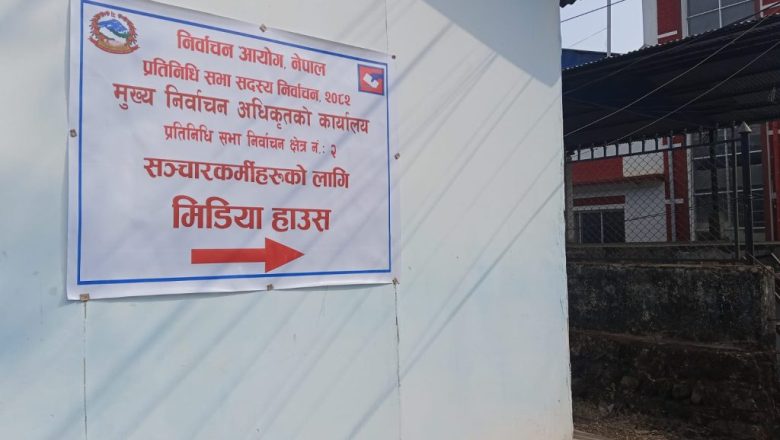 निर्वाचन आयोग, नेपाल
प्रतिनिधि सभा सदस्य निर्वाचन, २०८२
मुख्य निर्वाचन अधिकृतको कार्यालय
प्रतिनिधि सभा निर्वाचन क्षेत्र नं.: २
सञ्चारकर्मीहरूको लागि
मिडिया हाउस